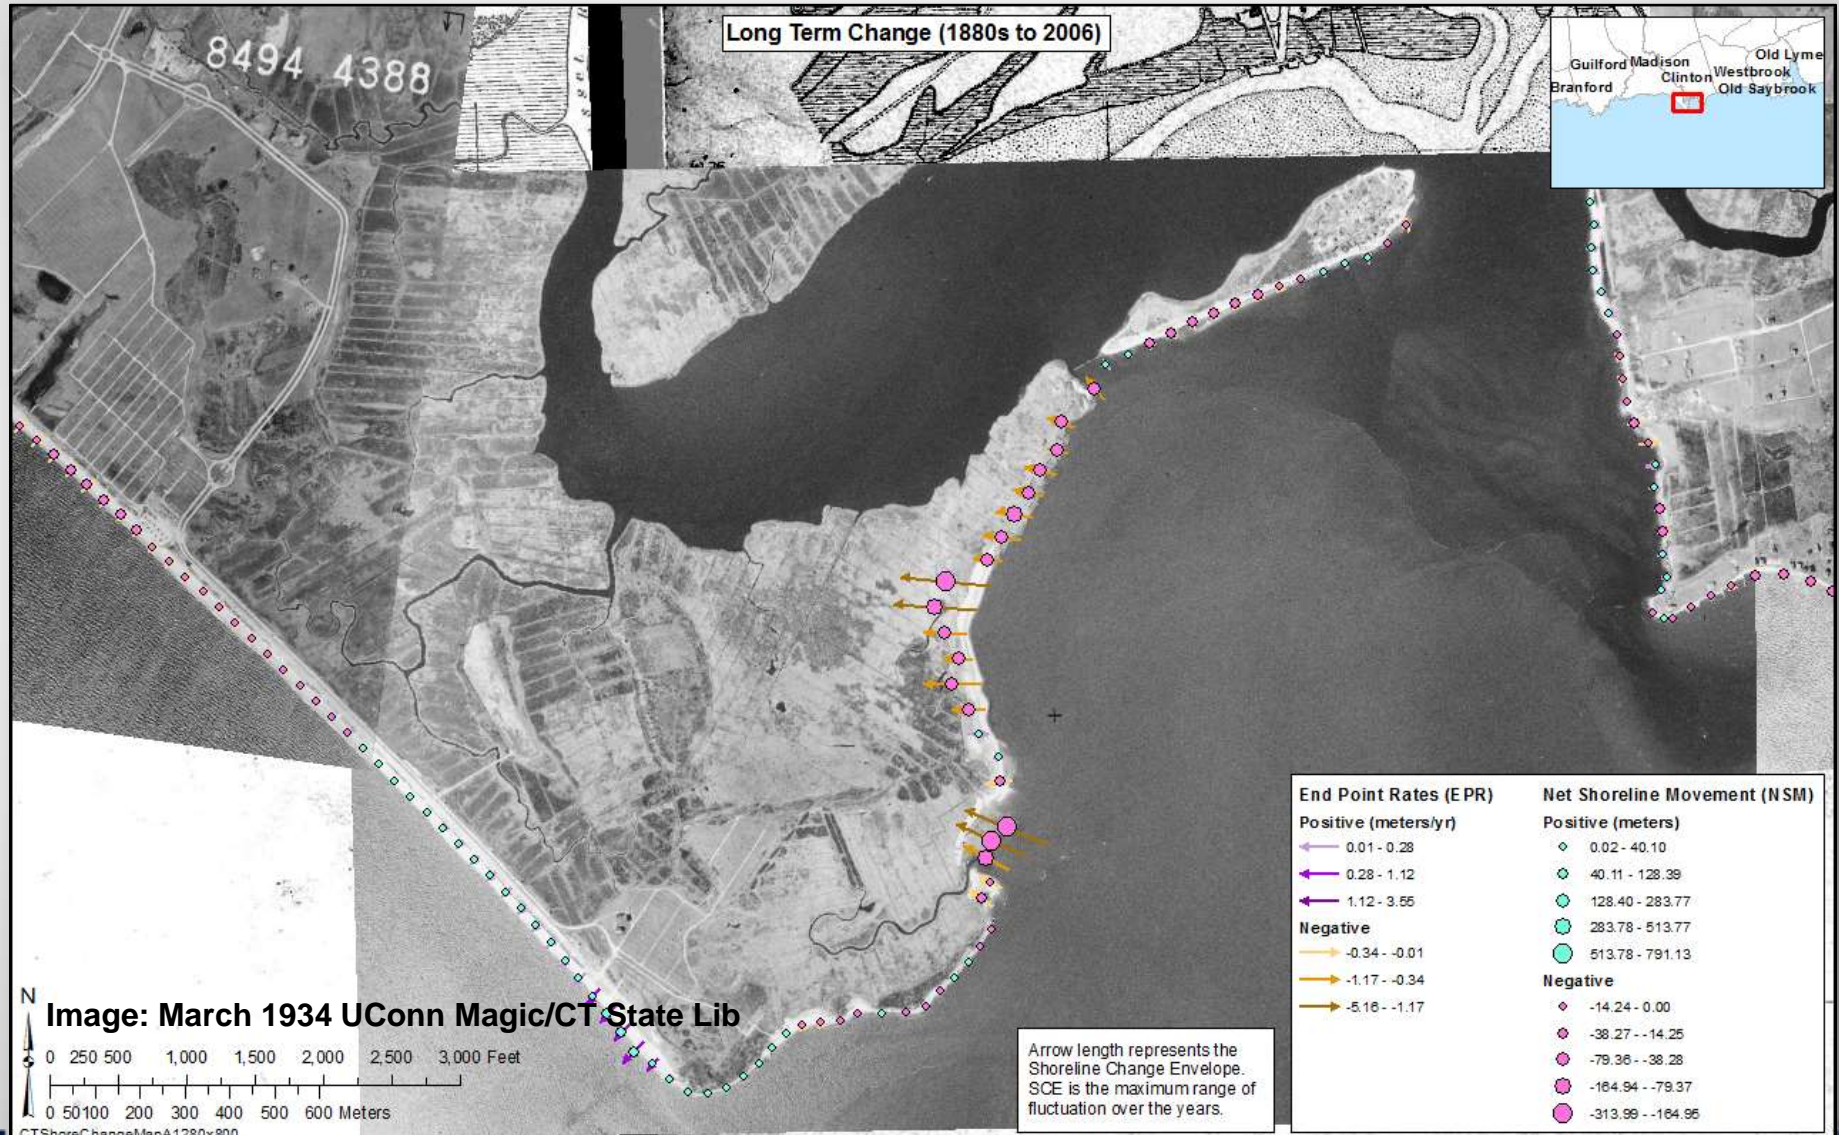 8494 4388
Long Term Change (1880s to 2006)
Guilford
Madison
Clinton
Westbrook
Old Lyme
Branford
Old Saybrook
End Point Rates (EPR)
Positive (meters/yr)
0.01 - 0.28
0.28 - 1.12
1.12 - 3.55
Negative
-0.34 - -0.01
-1.17 - -0.34
-5.16 - -1.17
Net Shoreline Movement (NSM)
Positive (meters)
0.02 - 40.10
40.11 - 128.39
128.40 - 283.77
283.78 - 513.77
513.78 - 791.13
Negative
-14.24 - 0.00
-38.27 - -14.25
-79.36 - -38.28
-164.94 - -79.37
-313.99 - -164.95
Arrow length represents the
Shoreline Change Envelope.
SCE is the maximum range of
fluctuation over the years.
N
Image: March 1934 UConn Magic/CT State Lib
0 250 500 1,000 1,500 2,000 2,500 3,000 Feet
0 50 100 200 300 400 500 600 Meters
CTShoreChangeMapA1280x800